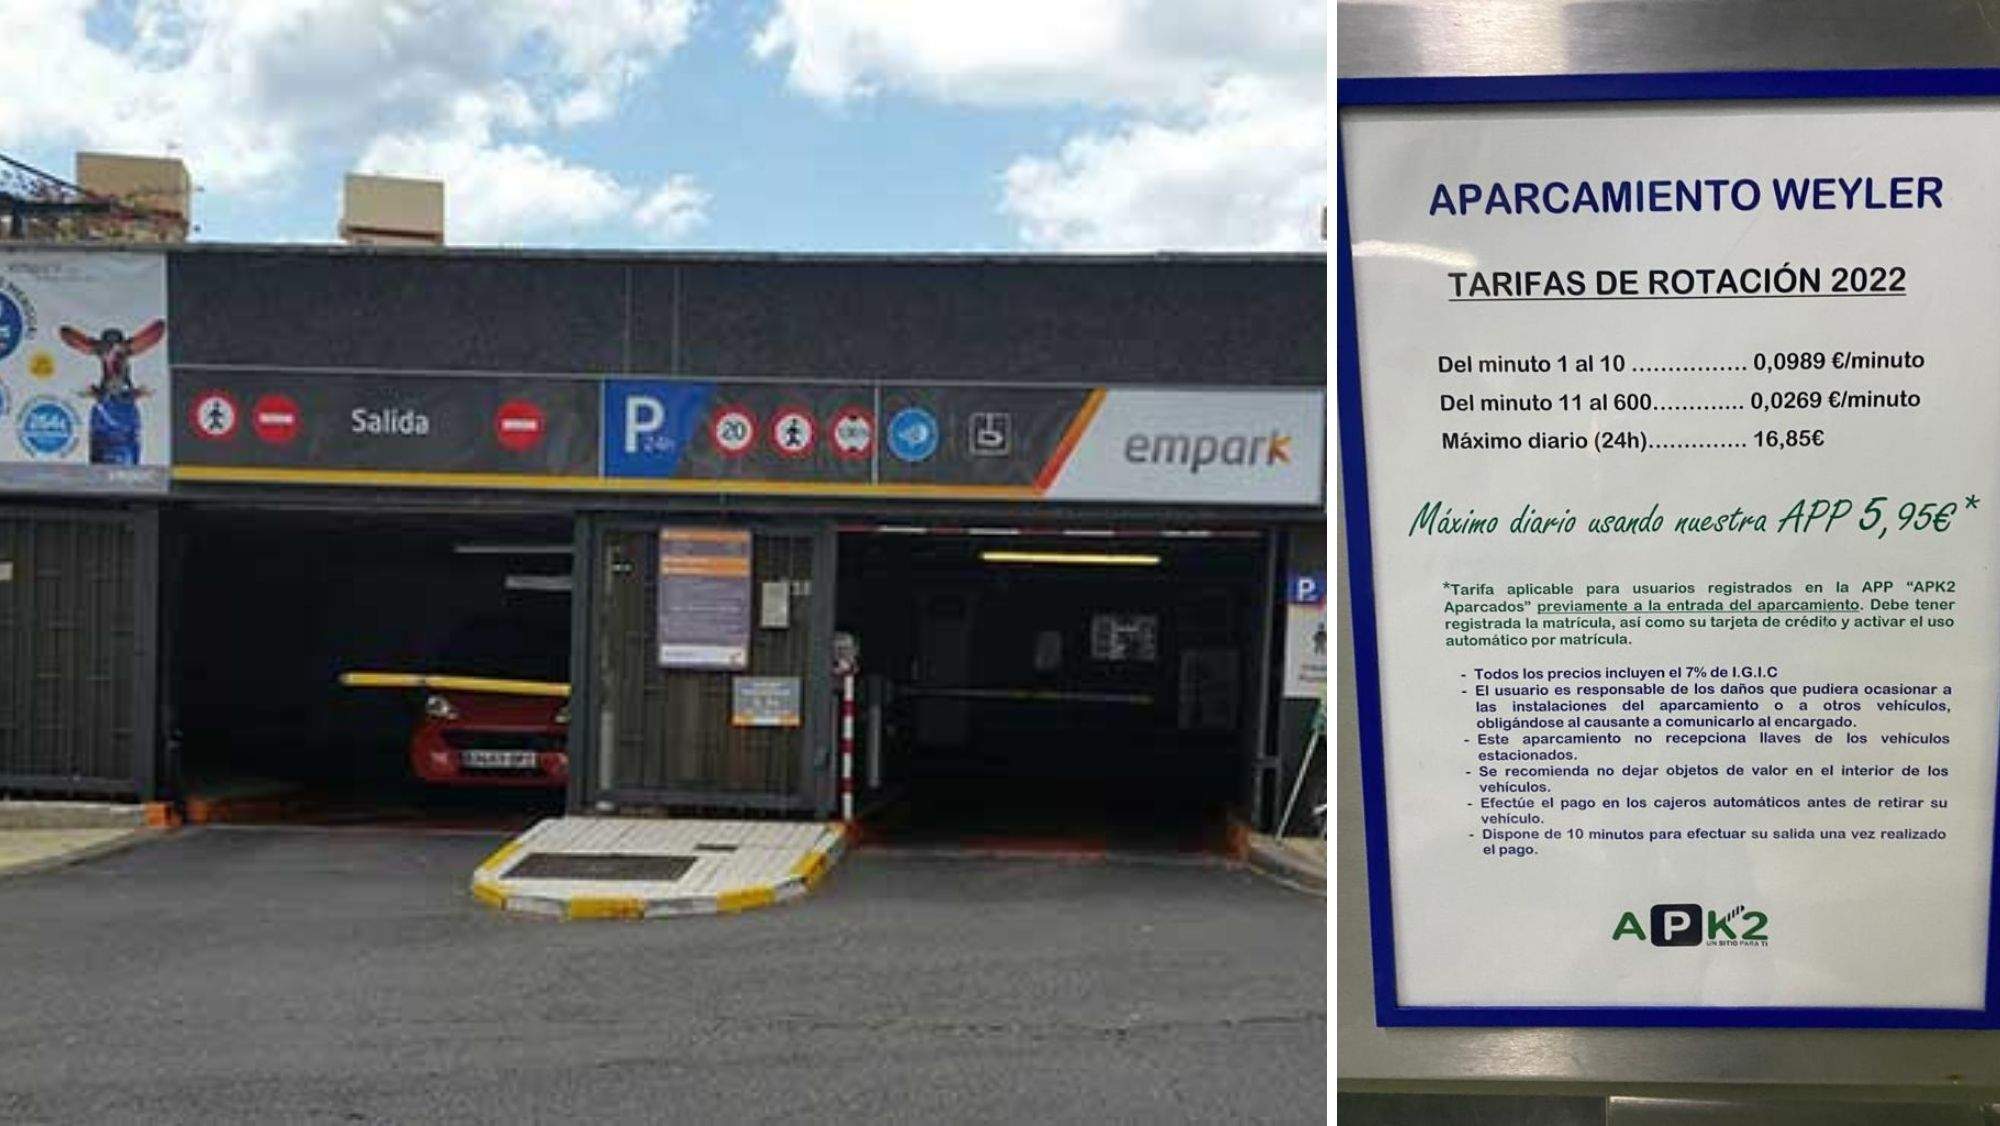 Salida
P
24h
20
empark
P
APARCAMIENTO WEYLER
TARIFAS DE ROTACIÓN 2022
Del minuto 1 al 10 ................ 0,0989 €/minuto
Del minuto 11 al 600............. 0,0269 €/minuto
Máximo diario (24h).............. 16,85€
Máximo diario usando nuestra APP 5,95€*
*Tarifa aplicable para usuarios registrados en la APP “APK2
Aparcados” previamente a la entrada del aparcamiento. Debe tener
registrada la matrícula, así como su tarjeta de crédito y activar el uso
automático por matrícula.
- Todos los precios incluyen el 7% de I.G.I.C
- El usuario es responsable de los daños que pudiera ocasionar a
las instalaciones del aparcamiento o a otros vehículos,
obligándose al causante a comunicarlo al encargado.
- Este aparcamiento no recepciona llaves de los vehículos
estacionados.
- Se recomienda no dejar objetos de valor en el interior de los
vehículos.
- Efectúe el pago en los cajeros automáticos antes de retirar su
vehículo.
- Dispone de 10 minutos para efectuar su salida una vez realizado
el pago.
APK2
UN SITIO PARA TI